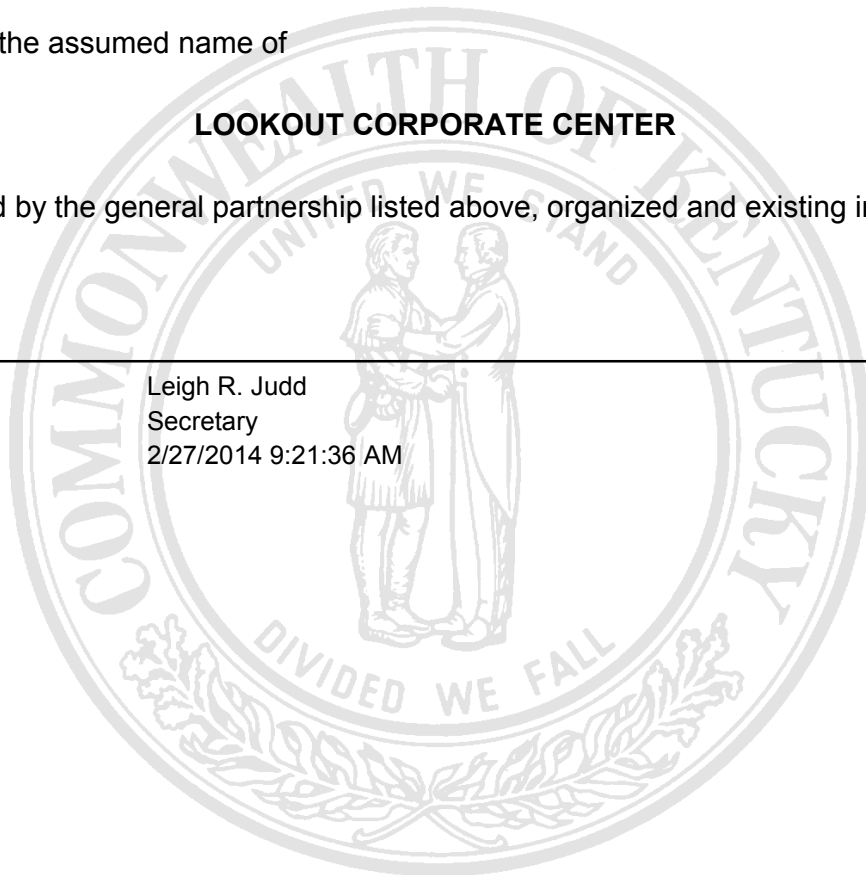 the assumed name of
LOOKOUT CORPORATE CENTER
d by the general partnership listed above, organized and existing i
Leigh R. Judd
Secretary
2/27/2014 9:21:36 AM
COMMONWEALTH OF KENTUCKY
UNITED WE STAND
DIVIDED WE FALL